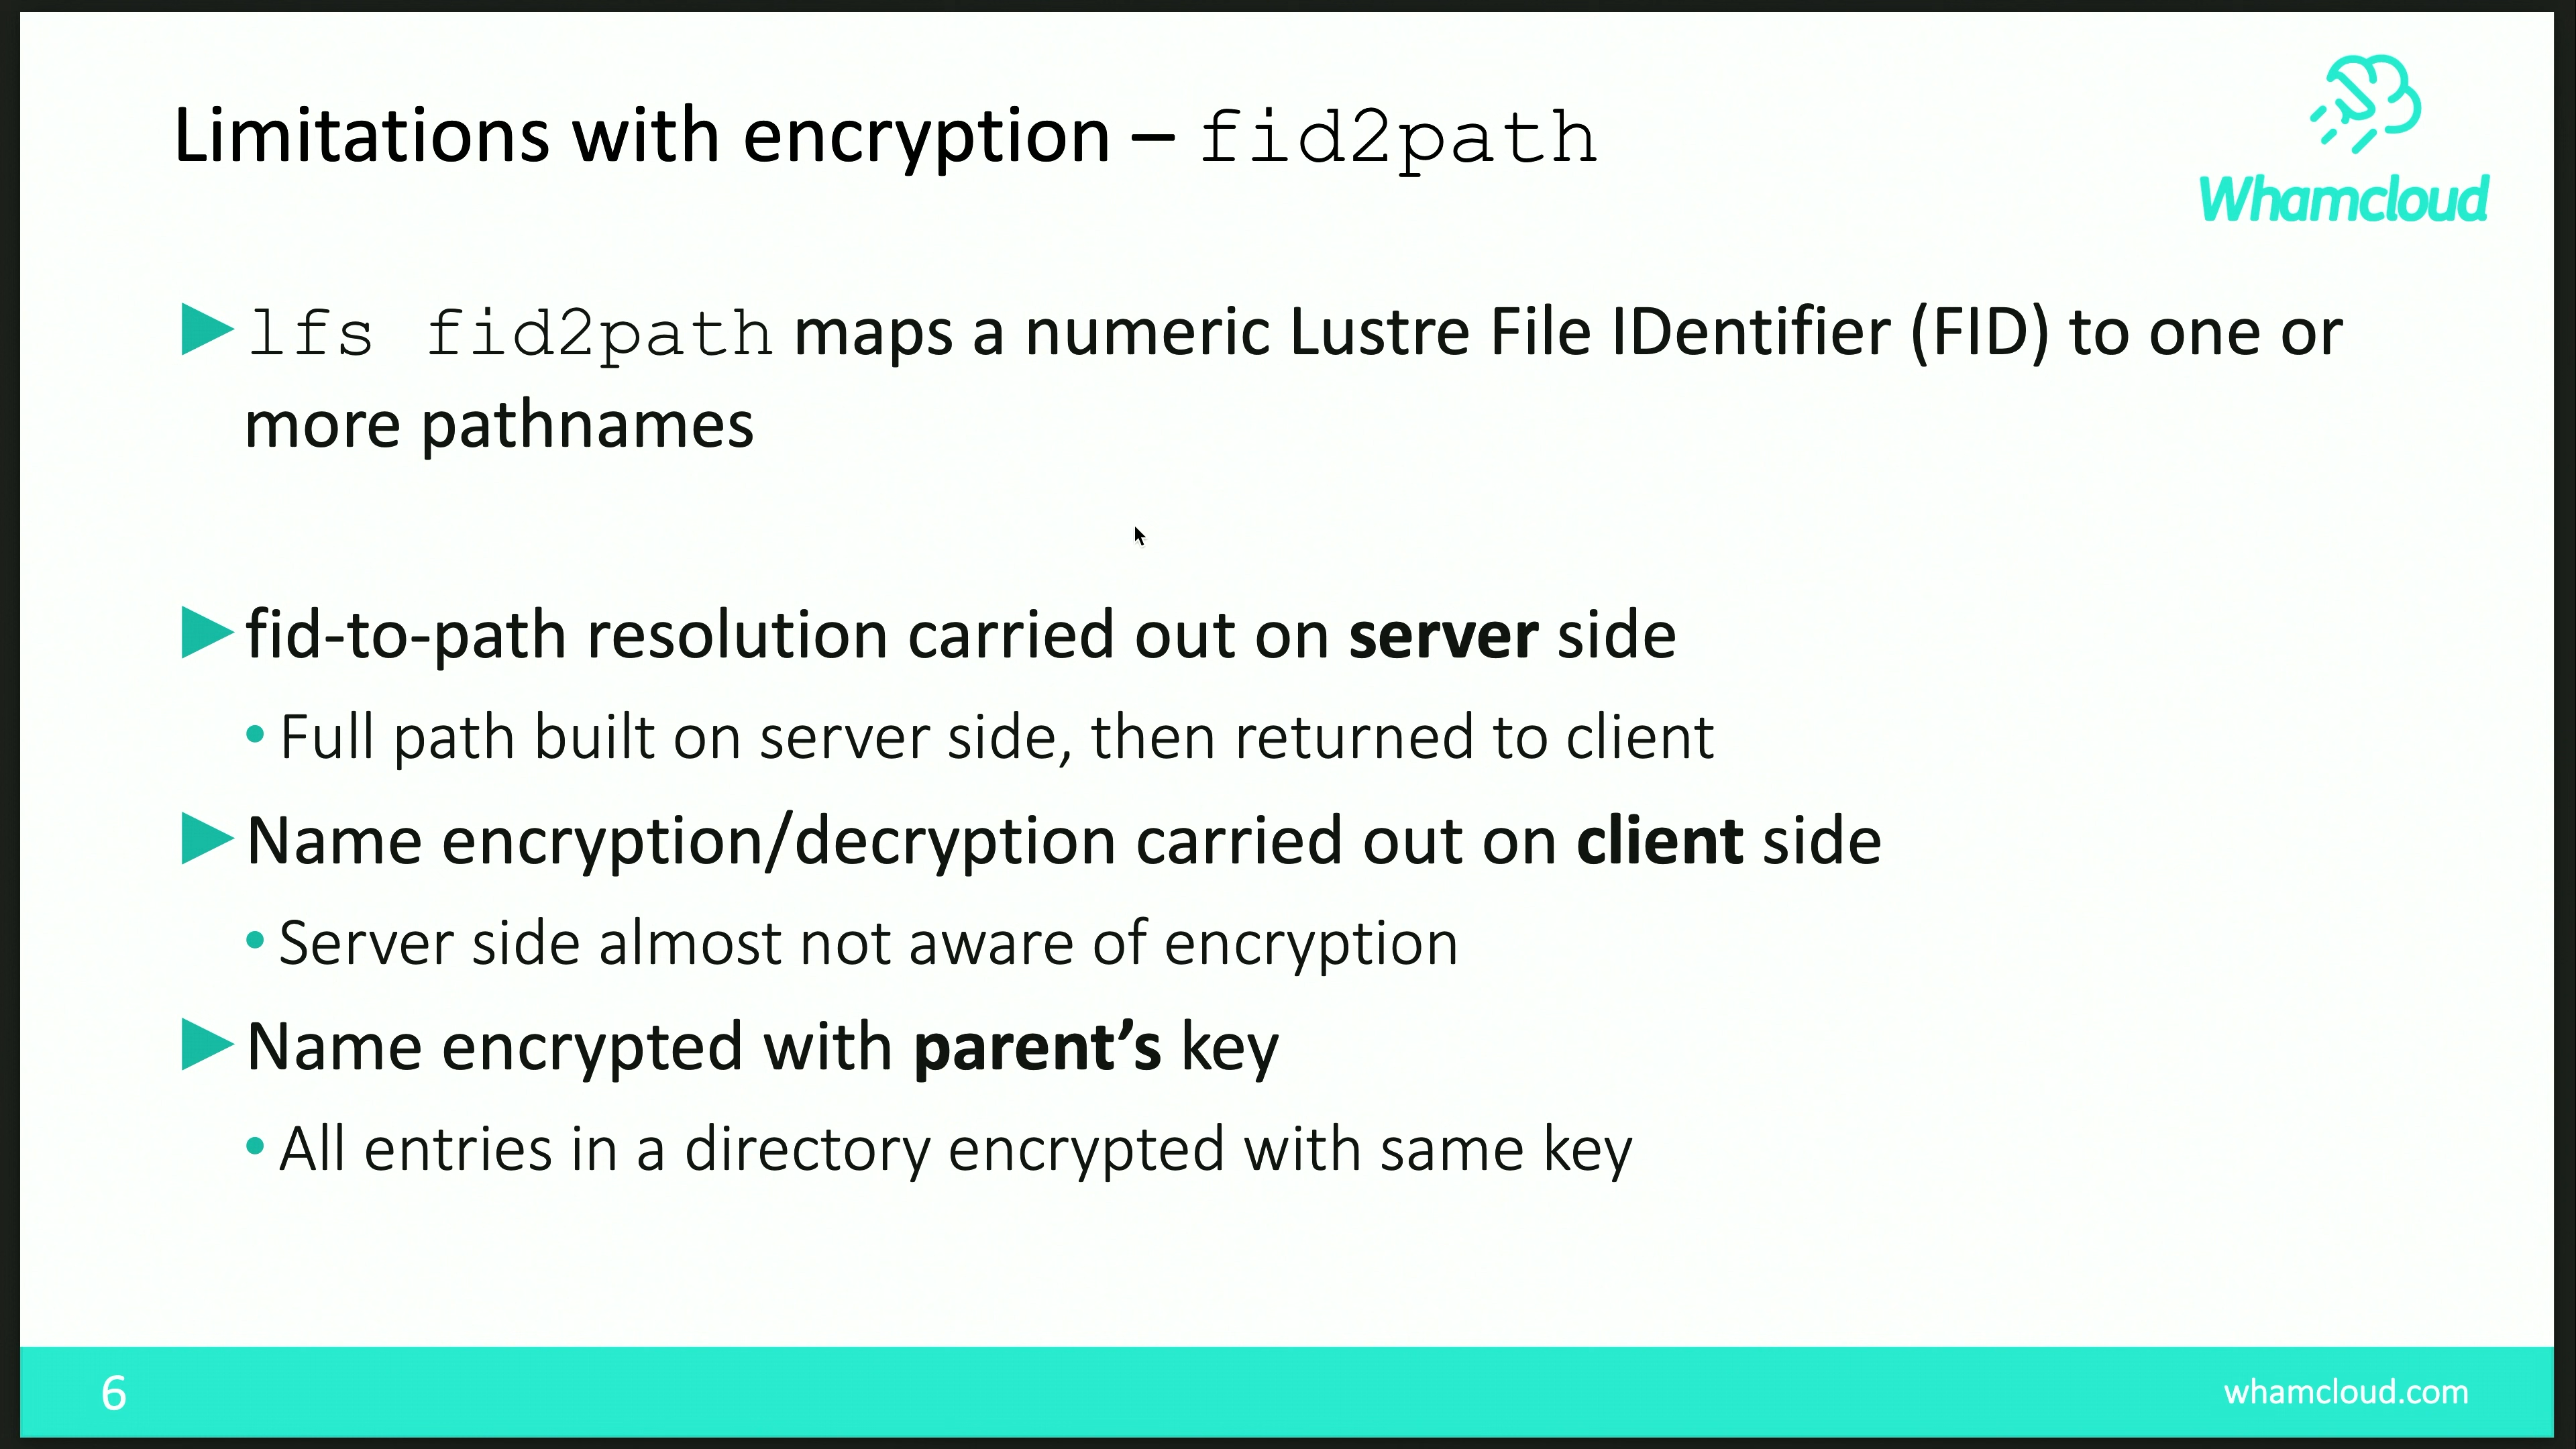 Limitations with encryption – fid2path
Whamcloud
lfs fid2path maps a numeric Lustre File IDentifier (FID) to one or
more pathnames
fid-to-path resolution carried out on server side
Full path built on server side, then returned to client
Name encryption/decryption carried out on client side
Server side almost not aware of encryption
Name encrypted with parent’s key
All entries in a directory encrypted with same key
6
whamcloud.com